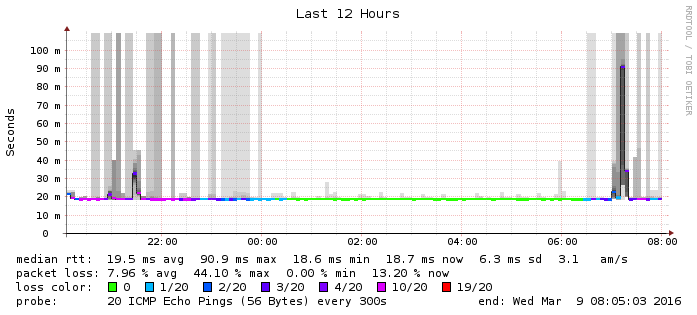 Last 12 Hours
RRDTOOL / TOBI OETIKER
Seconds
100 m
90 m
80 m
70 m
60 m
50 m
40 m
30 m
20 m
10 m
0
22:00 00:00 02:00 04:00 06:00 08:00
median rtt: 19.5 ms avg 90.9 ms max 18.6 ms min 18.7 ms now 6.3 ms sd 3.1 am/s
packet loss: 7.96 % avg 44.10 % max 0.00 % min 13.20 % now
loss color: 0 1/20 2/20 3/20 4/20 10/20 19/20
probe: 20 ICMP Echo Pings (56 Bytes) every 300s end: Wed Mar 9 08:05:03 2016